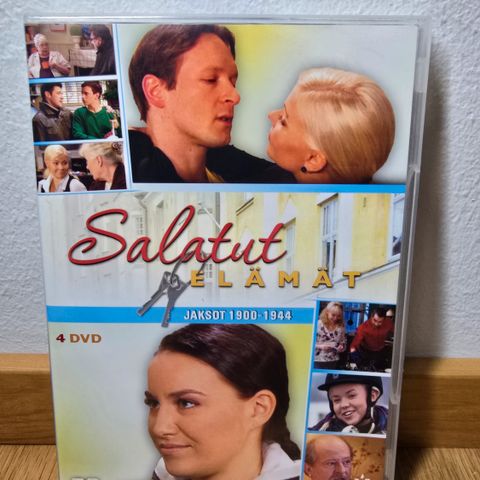 Salatut
ELÄMÄT
JAKSOT 1900-1944
4 DVD